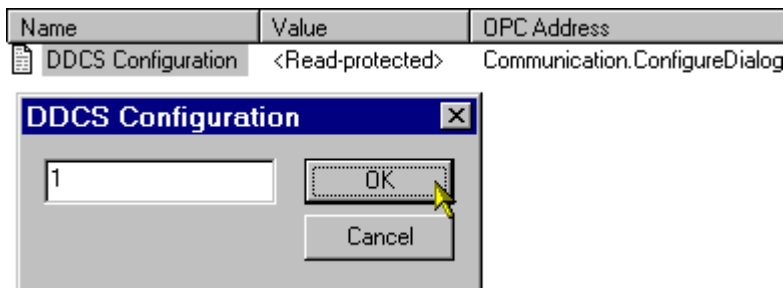 Name Value OPC Address
DDCS Configuration <Read-protected> Communication.ConfigureDialog
DDCS Configuration
1 OK
Cancel